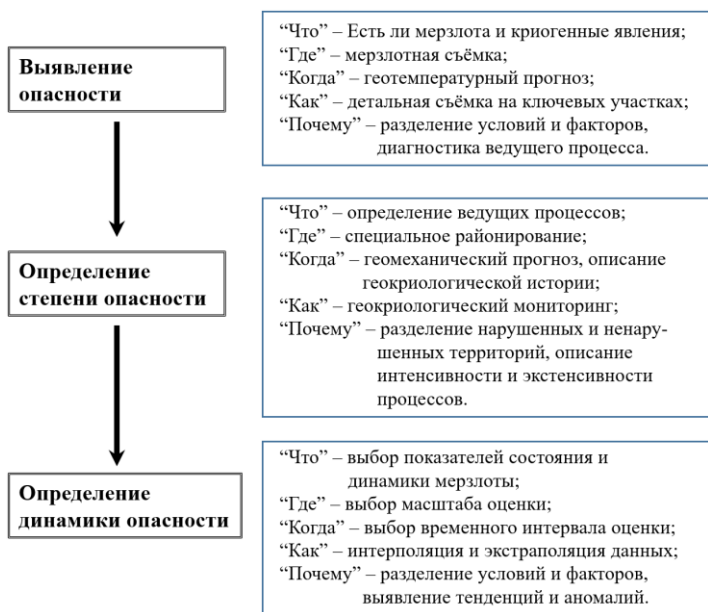 Выявление
опасности
“Что” – Есть ли мерзлота и криогенные явления;
“Где” – мерзлотная съёмка;
“Когда” – геотемпературный прогноз;
“Как” – детальная съёмка на ключевых участках;
“Почему” – разделение условий и факторов,
диагностика ведущего процесса.
Определение
степени опасности
“Что” – определение ведущих процессов;
“Где” – специальное районирование;
“Когда” – геомеханический прогноз, описание
геокриологической истории;
“Как” – геокриологический мониторинг;
“Почему” – разделение нарушенных и ненару-
шенных территорий, описание
интенсивности и экстенсивности
процессов.
Определение
динамики опасности
“Что” – выбор показателей состояния и
динамики мерзлоты;
“Где” – выбор масштаба оценки;
“Когда” – выбор временного интервала оценки;
“Как” – интерполяция и экстраполяция данных;
“Почему” – разделение условий и факторов,
выявление тенденций и аномалий.